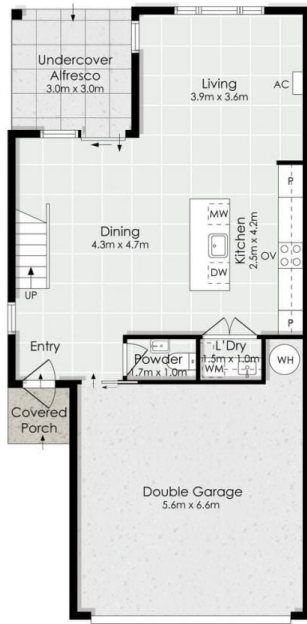 Undercover
Alfresco
3.0m x 3.0m
Living
3.9m x 3.6m
AC
P
MW
Dining
4.3m x 4.7m
Kitchen
2.5m x 4.2m
OV
DW
UP
P
Entry
Powder
1.7m x 1.0m
L'Dry
1.5m x 1.0m
WM
WH
Covered
Porch
Double Garage
5.6m x 6.6m